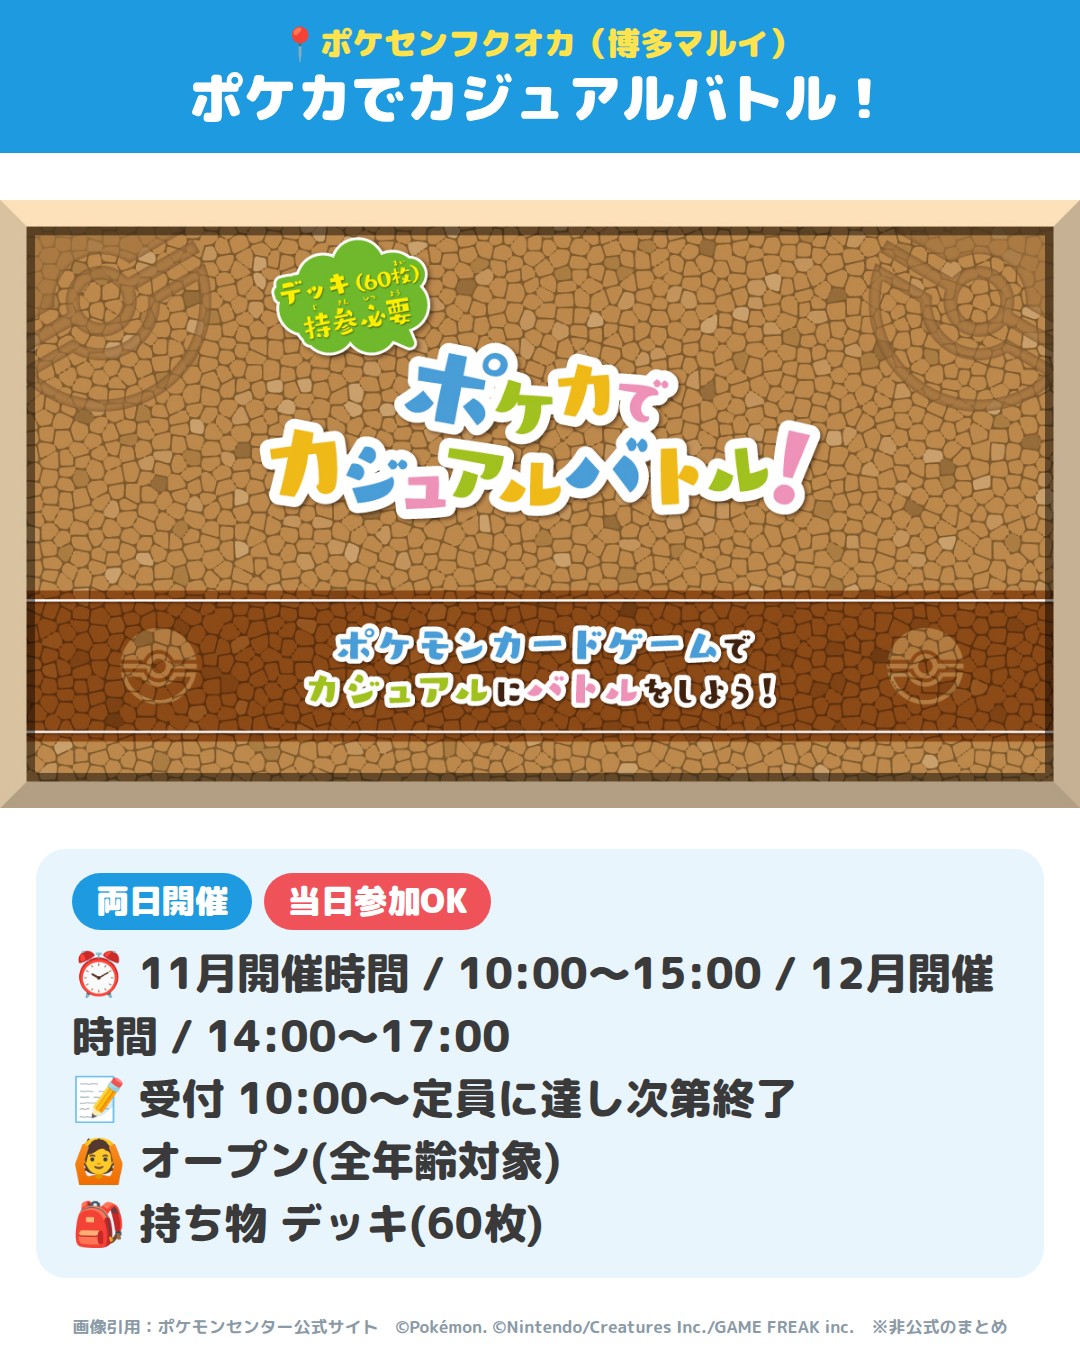 📍ポケセンフクオカ（博多マルイ）
ポケカでカジュアルバトル！
デッキ(60枚)
持参必要
ポケカで
カジュアルバトル!
ポケモンカードゲームで
カジュアルにバトルをしよう!
両日開催 当日参加OK
⏰ 11月開催時間 / 10:00〜15:00 / 12月開催
時間 / 14:00〜17:00
📝 受付 10:00〜定員に達し次第終了
🙆 オープン(全年齢対象)
🎒 持ち物 デッキ(60枚)
画像引用：ポケモンセンター公式サイト　©Pokémon. ©Nintendo/Creatures Inc./GAME FREAK inc.　※非公式のまとめ